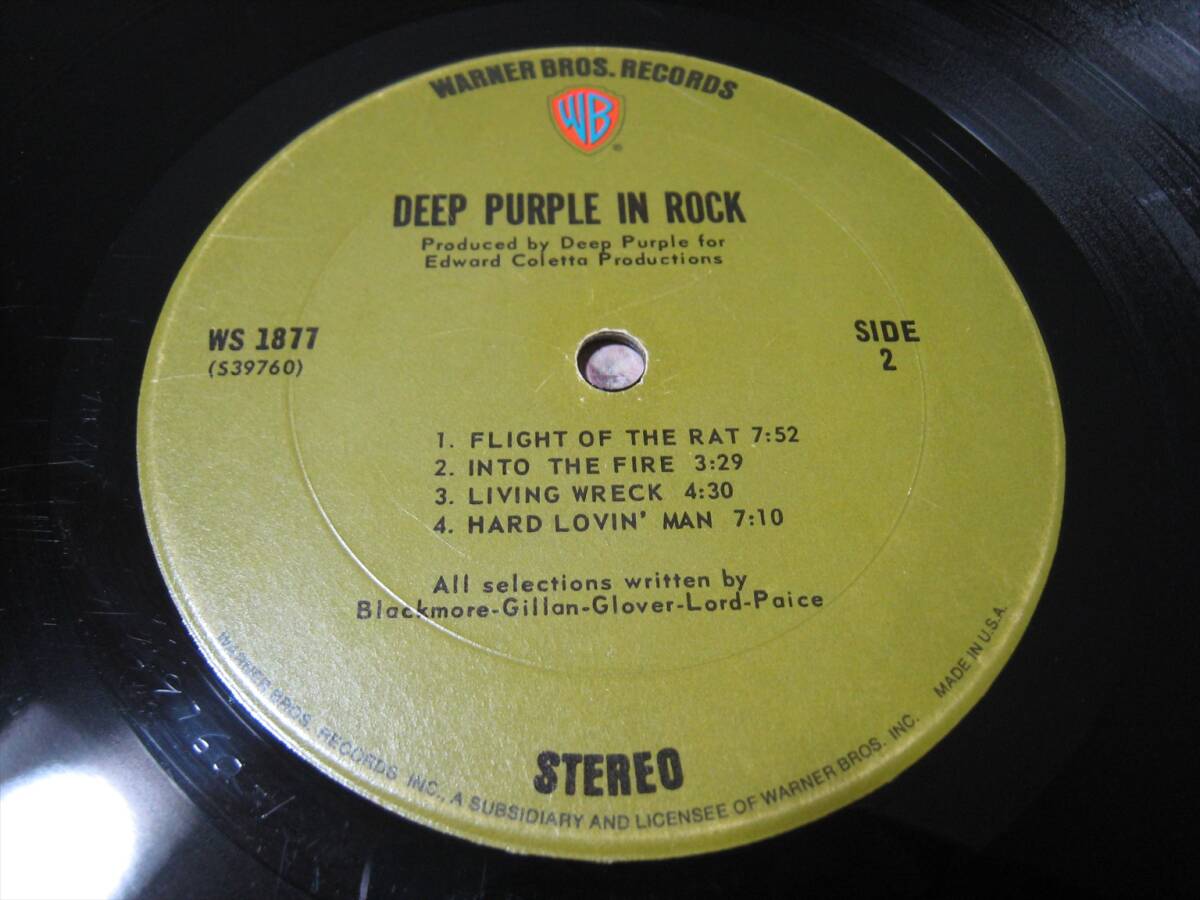 WARNER BROS. RECORDS
WB
®
DEEP PURPLE IN ROCK
Produced by Deep Purple for
Edward Coletta Productions
WS 1877
(S39760)
SIDE
2
1. FLIGHT OF THE RAT 7:52
2. INTO THE FIRE 3:29
3. LIVING WRECK 4:30
4. HARD LOVIN' MAN 7:10
All selections written by
Blackmore-Gillan-Glover-Lord-Paice
STEREO
WARNER BROS. RECORDS INC., A SUBSIDIARY AND LICENSEE OF WARNER BROS. INC.
MADE IN U.S.A.